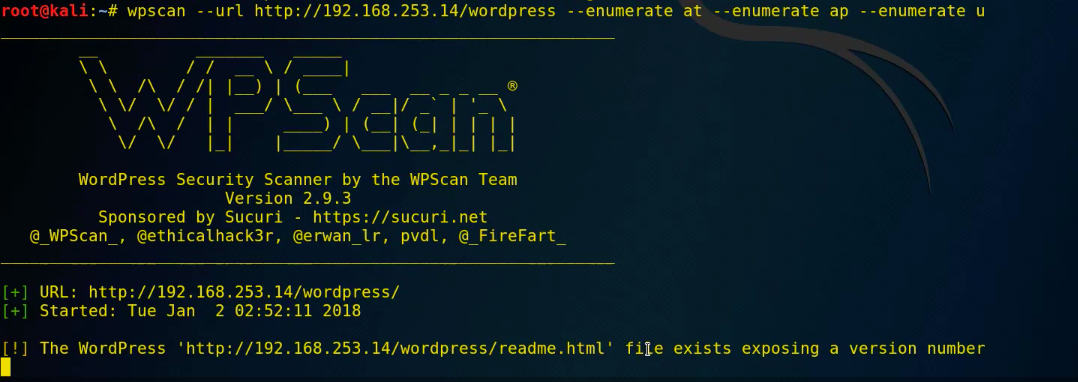 root@kali:~# wpscan --url http://192.168.253.14/wordpress --enumerate at --enumerate ap --enumerate u
WPScan ®
WordPress Security Scanner by the WPScan Team
Version 2.9.3
Sponsored by Sucuri - https://sucuri.net
@_WPScan_, @ethicalhack3r, @erwan_lr, pvdl, @_FireFart_
[+] URL: http://192.168.253.14/wordpress/
[+] Started: Tue Jan  2 02:52:11 2018
[!] The WordPress 'http://192.168.253.14/wordpress/readme.html' file exists exposing a version number